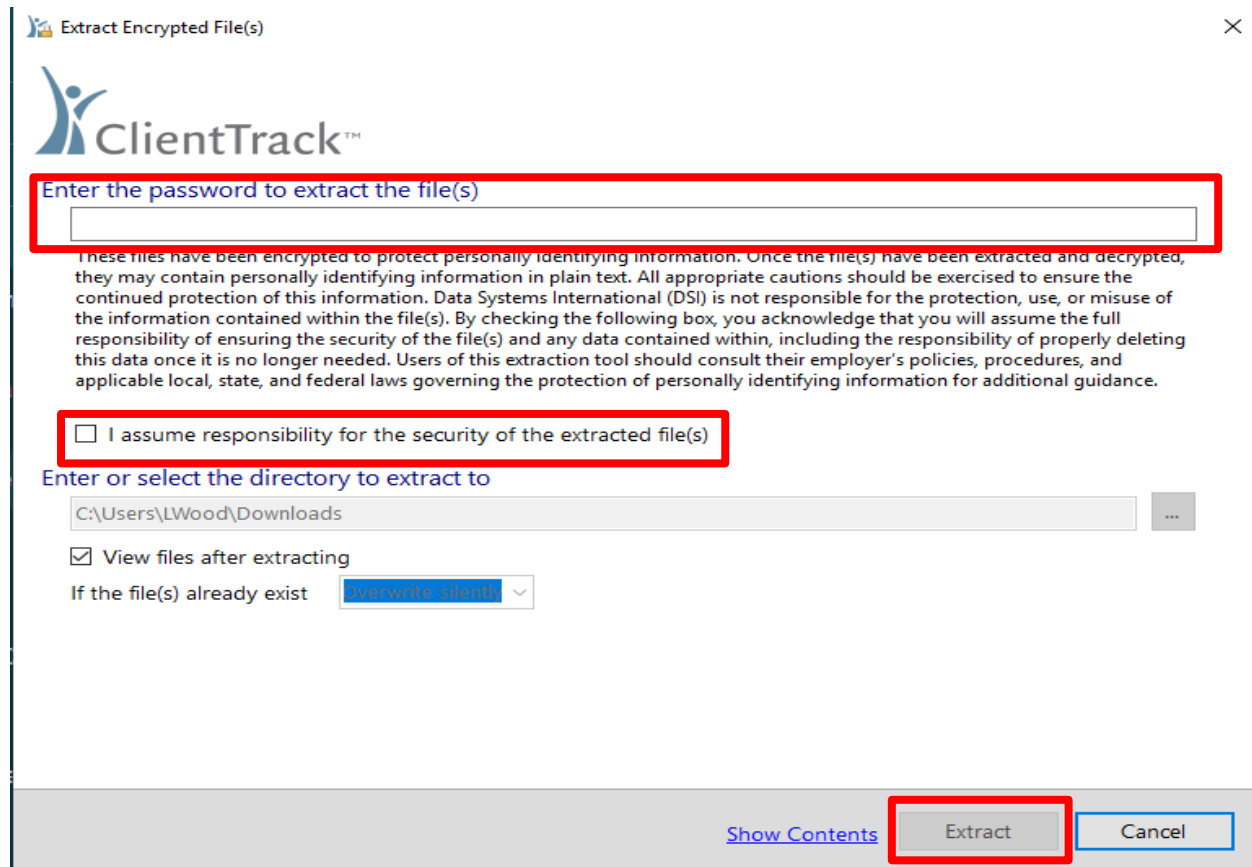 Extract Encrypted File(s)
ClientTrack™
Enter the password to extract the file(s)
These files have been encrypted to protect personally identifying information. Once the file(s) have been extracted and decrypted,
they may contain personally identifying information in plain text. All appropriate cautions should be exercised to ensure the
continued protection of this information. Data Systems International (DSI) is not responsible for the protection, use, or misuse of
the information contained within the file(s). By checking the following box, you acknowledge that you will assume the full
responsibility of ensuring the security of the file(s) and any data contained within, including the responsibility of properly deleting
this data once it is no longer needed. Users of this extraction tool should consult their employer's policies, procedures, and
applicable local, state, and federal laws governing the protection of personally identifying information for additional guidance.
I assume responsibility for the security of the extracted file(s)
Enter or select the directory to extract to
C:\Users\LWood\Downloads
...
View files after extracting
If the file(s) already exist Overwrite silently
Show Contents Extract Cancel